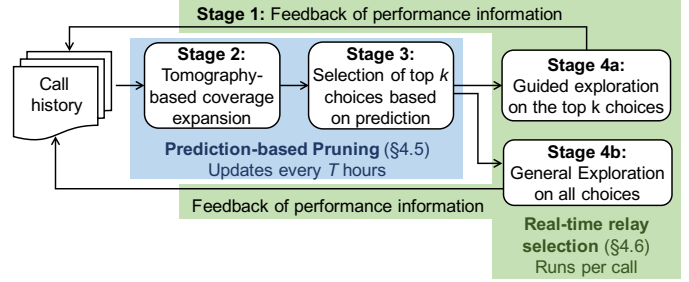 Stage 1: Feedback of performance information
Call
history
Stage 2:
Tomography-
based coverage
expansion
Stage 3:
Selection of top k
choices based
on prediction
Stage 4a:
Guided exploration
on the top k choices
Prediction-based Pruning (§4.5)
Updates every T hours
Stage 4b:
General Exploration
on all choices
Feedback of performance information
Real-time relay
selection (§4.6)
Runs per call